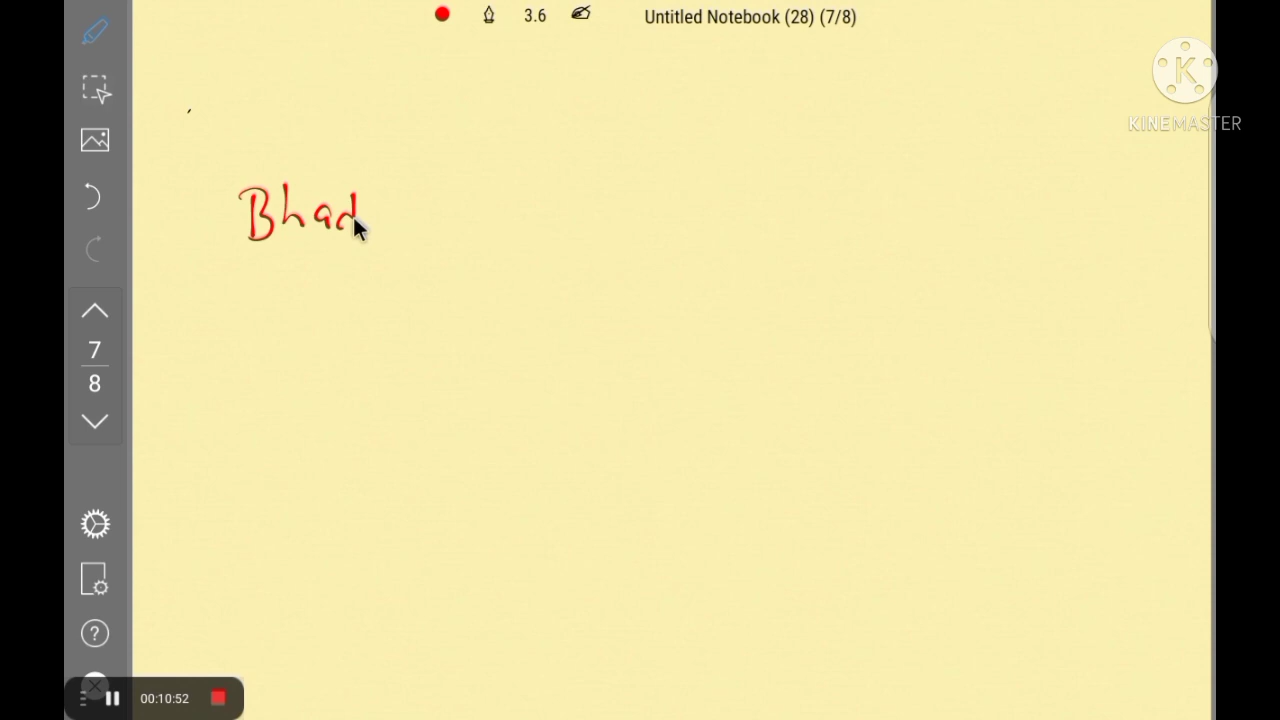 3.6 Untitled Notebook (28) (7/8)
K
KINEMASTER
Bhad
7
8
?
00:10:52